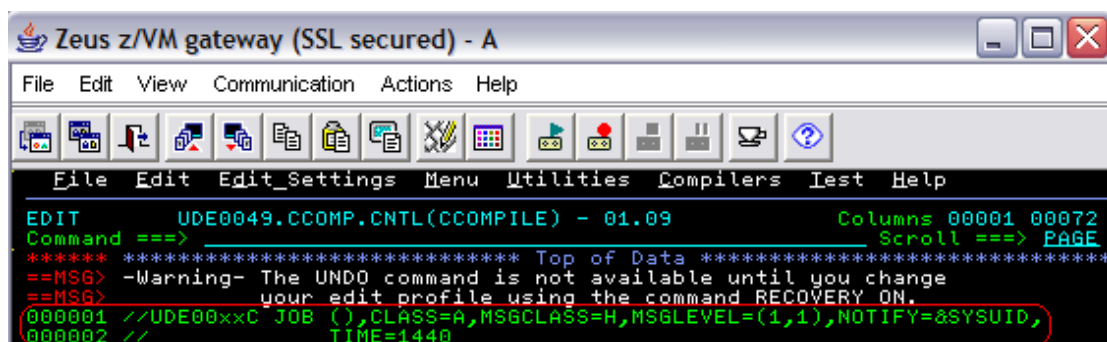 Zeus z/VM gateway (SSL secured) - A
File Edit View Communication Actions Help
File Edit Edit_Settings Menu Utilities Compilers Test Help
EDIT UDE0049.CCOMP.CNTL(CCOMPILE) - 01.09 Columns 00001 00072
Command ===> Scroll ===> PAGE
****** ***************************** Top of Data ******************************
==MSG> -Warning- The UNDO command is not available until you change
==MSG> your edit profile using the command RECOVERY ON.
000001 //UDE00xxC JOB (),CLASS=A,MSGCLASS=H,MSGLEVEL=(1,1),NOTIFY=&SYSUID,
000002 // TIME=1440